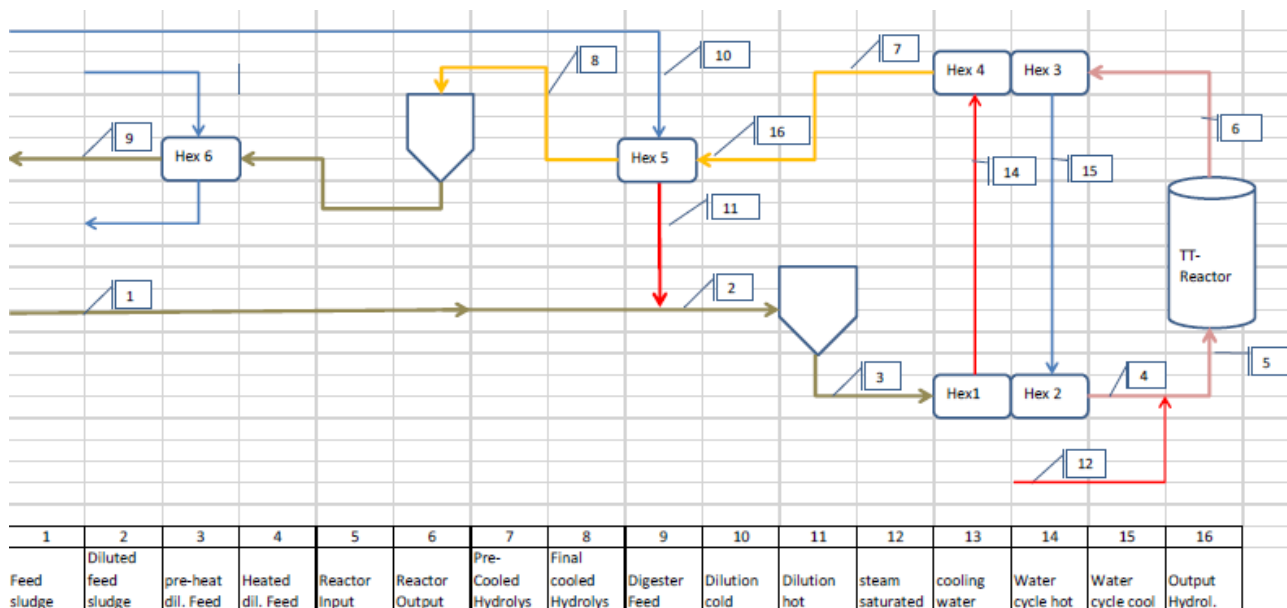 10
7
Hex 4
Hex 3
8
9
Hex 6
Hex 5
16
6
14
15
11
TT-
Reactor
1
2
3
Hex1
Hex 2
4
5
12
1 2 3 4 5 6 7 8 9 10 11 12 13 14 15 16
Feed
sludge
Diluted
feed
sludge
pre-heat
dil. Feed
Heated
dil. Feed
Reactor
Input
Reactor
Output
Pre-
Cooled
Hydrolys
Final
cooled
Hydrolys
Digester
Feed
Dilution
cold
Dilution
hot
steam
saturated
cooling
water
Water
cycle hot
Water
cycle cool
Output
Hydrol.